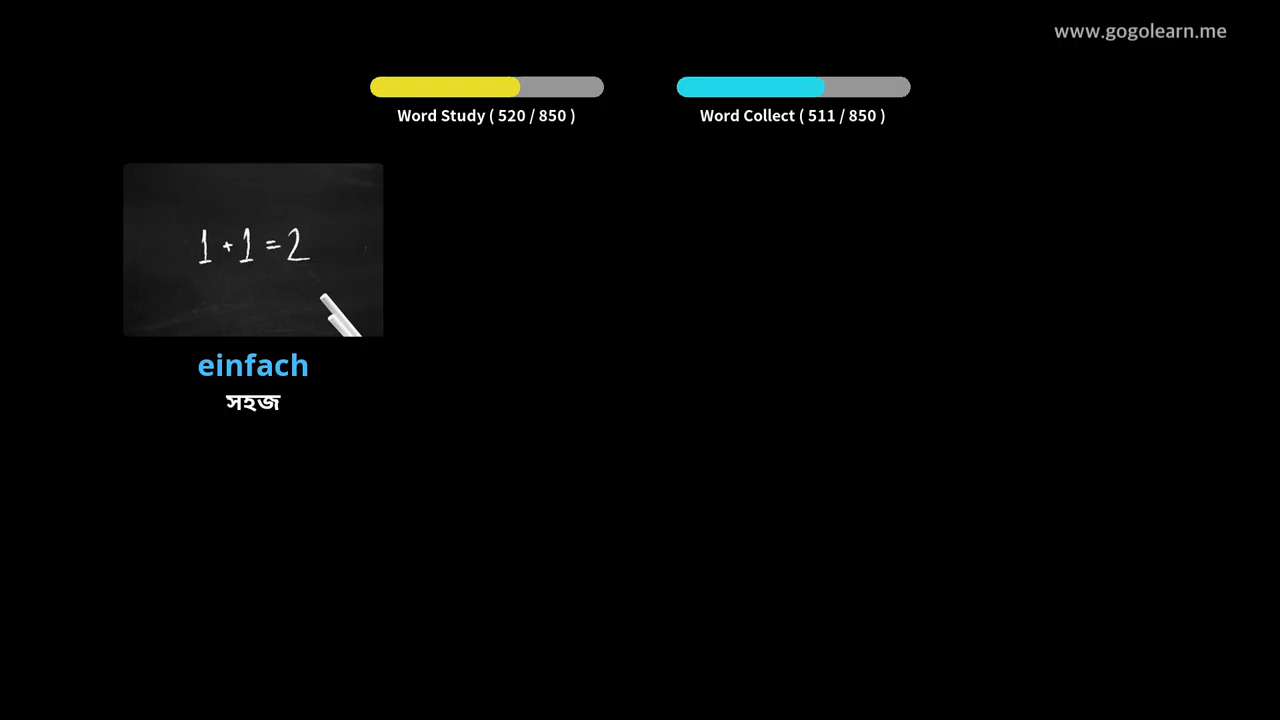 www.gogolearn.me
Word Study ( 520 / 850 )
Word Collect ( 511 / 850 )
1 + 1 = 2
einfach
সহজ